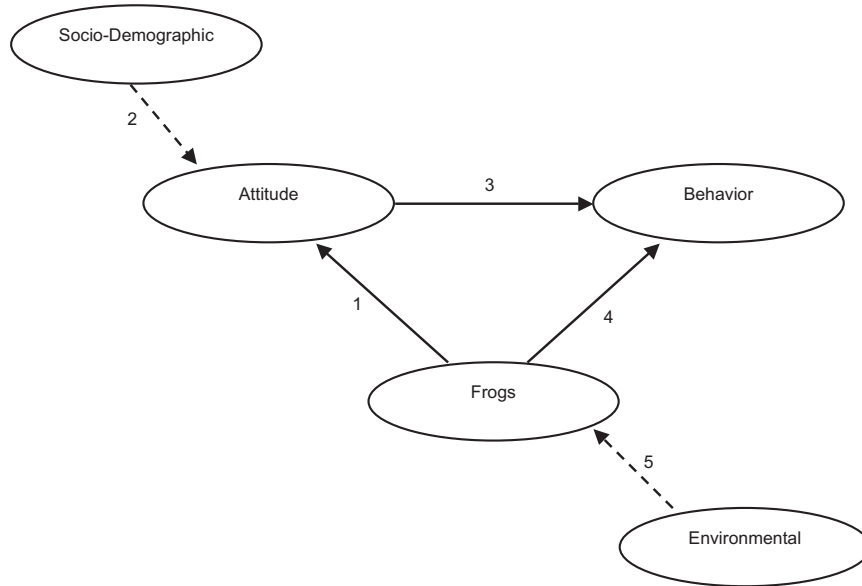 Socio-Demographic
2
Attitude
3
Behavior
1
4
Frogs
5
Environmental